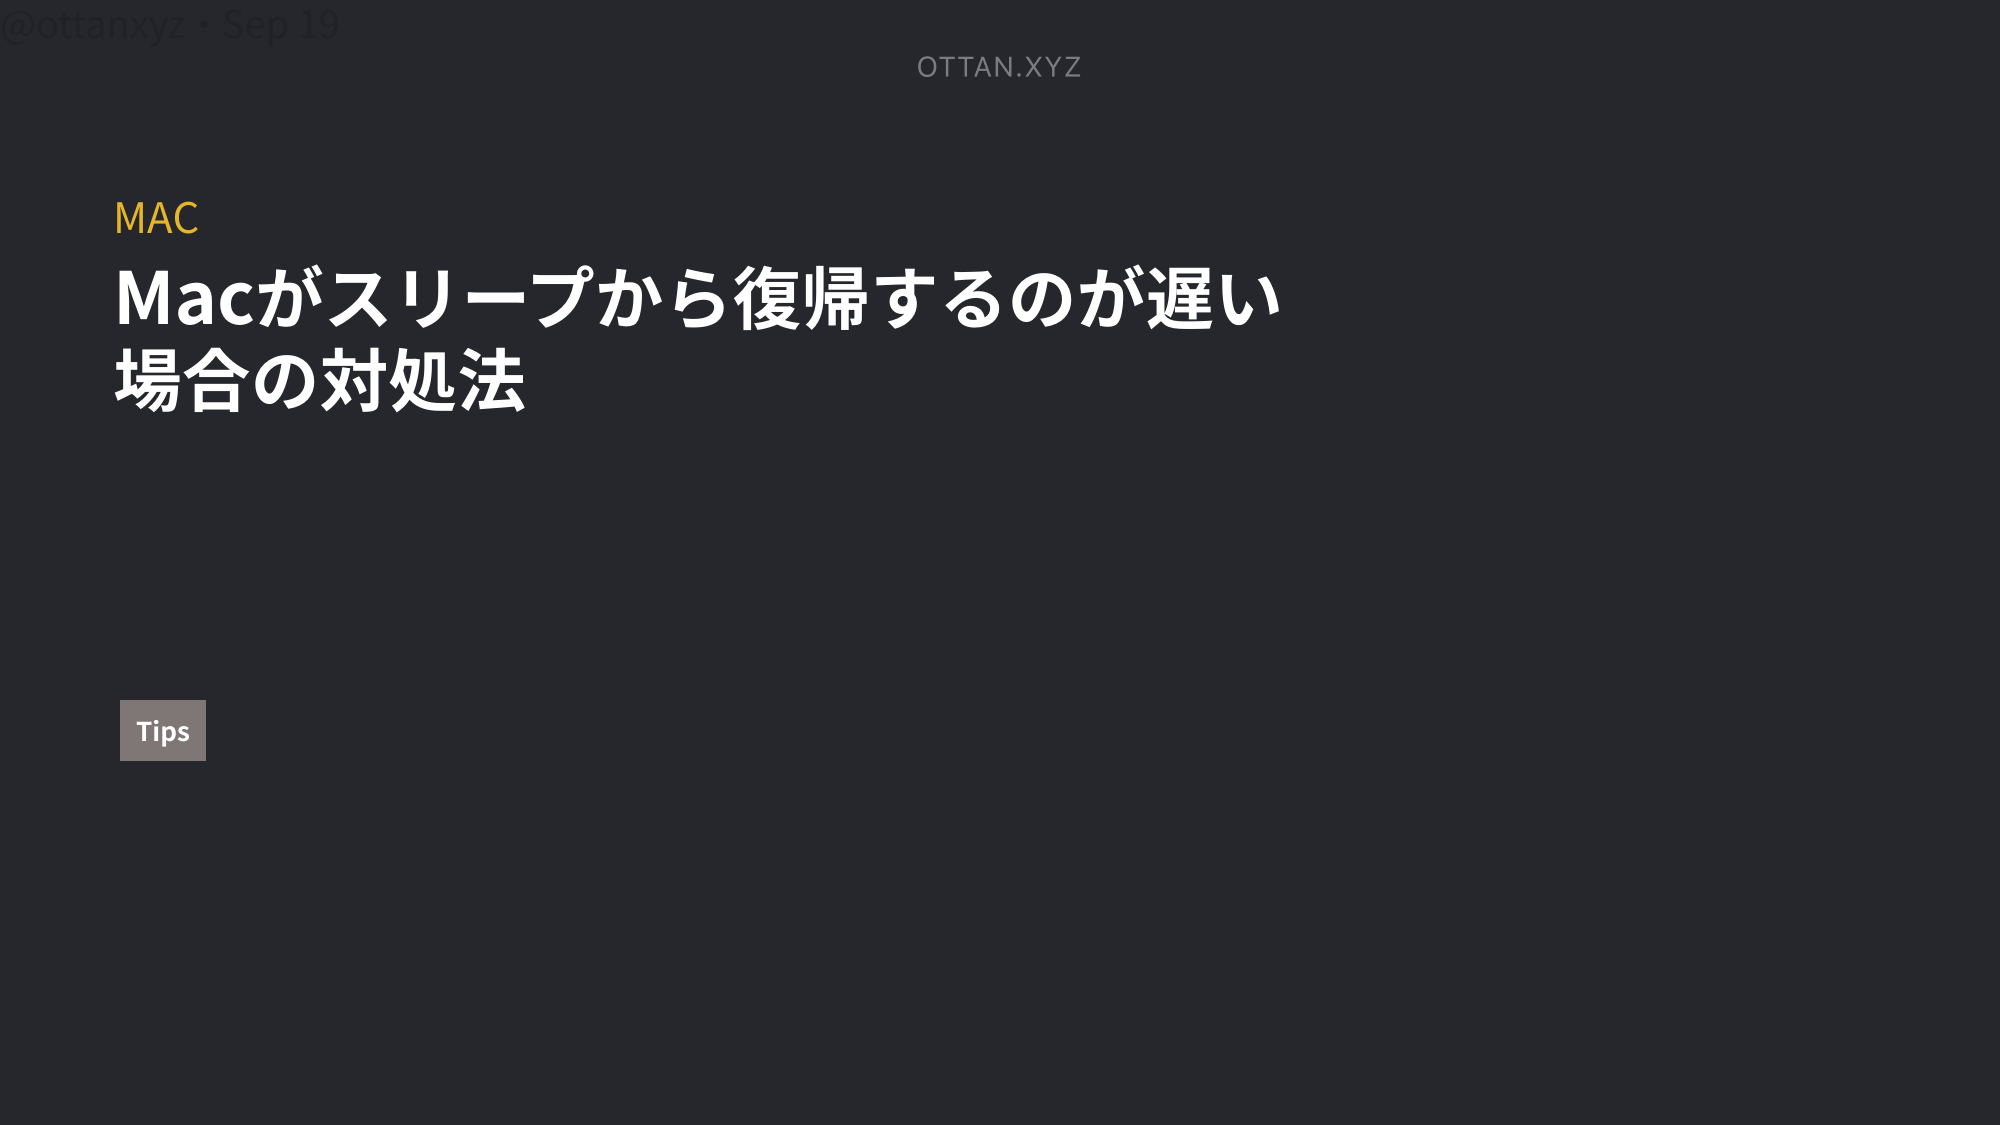 @ottanxyz・Sep 19
OTTAN.XYZ
MAC
Macがスリープから復帰するのが遅い
場合の対処法
Tips